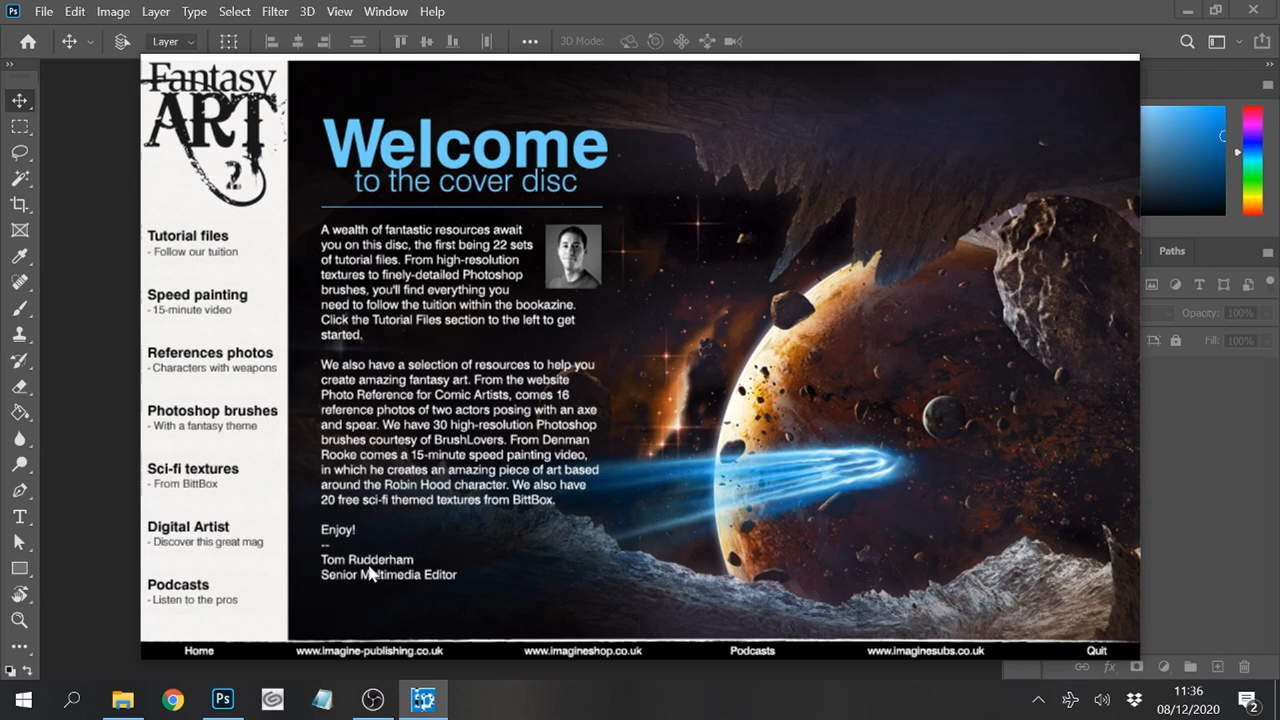 Ps File Edit Image Layer Type Select Filter 3D View Window Help
Layer
3D Mode:
Fantasy
ART
2
Tutorial files
- Follow our tuition
Speed painting
- 15-minute video
References photos
- Characters with weapons
Photoshop brushes
- With a fantasy theme
Sci-fi textures
- From BittBox
Digital Artist
- Discover this great mag
Podcasts
- Listen to the pros
Welcome
to the cover disc
A wealth of fantastic resources await
you on this disc, the first being 22 sets
of tutorial files. From high-resolution
textures to finely-detailed Photoshop
brushes, you'll find everything you
need to follow the tuition within the bookazine.
Click the Tutorial Files section to the left to get
started.
We also have a selection of resources to help you
create amazing fantasy art. From the website
Photo Reference for Comic Artists, comes 16
reference photos of two actors posing with an axe
and spear. We have 30 high-resolution Photoshop
brushes courtesy of BrushLovers. From Denman
Rooke comes a 15-minute speed painting video,
in which he creates an amazing piece of art based
around the Robin Hood character. We also have
20 free sci-fi themed textures from BittBox.
Enjoy!
--
Tom Rudderham
Senior Multimedia Editor
Paths
Opacity: 100%
Fill: 100%
Home www.imagine-publishing.co.uk www.imagineshop.co.uk Podcasts www.imaginesubs.co.uk Quit
Ps
11:36
08/12/2020
2